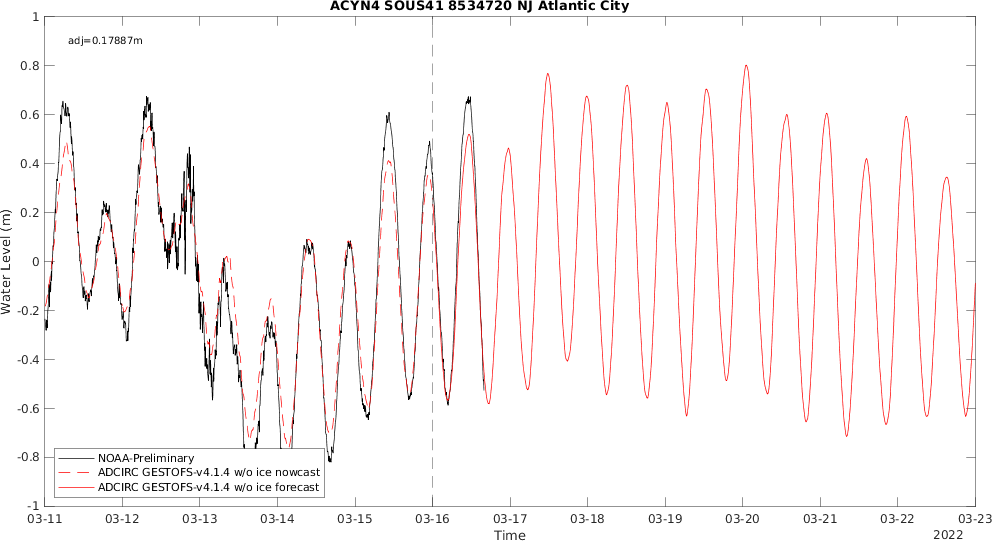 ACYN4 SOUS41 8534720 NJ Atlantic City
adj=0.17887m
1
0.8
0.6
0.4
0.2
0
-0.2
-0.4
-0.6
-0.8
-1
Water Level (m)
NOAA-Preliminary
ADCIRC GESTOFS-v4.1.4 w/o ice nowcast
ADCIRC GESTOFS-v4.1.4 w/o ice forecast
03-11 03-12 03-13 03-14 03-15 03-16 03-17 03-18 03-19 03-20 03-21 03-22 03-23
Time
2022